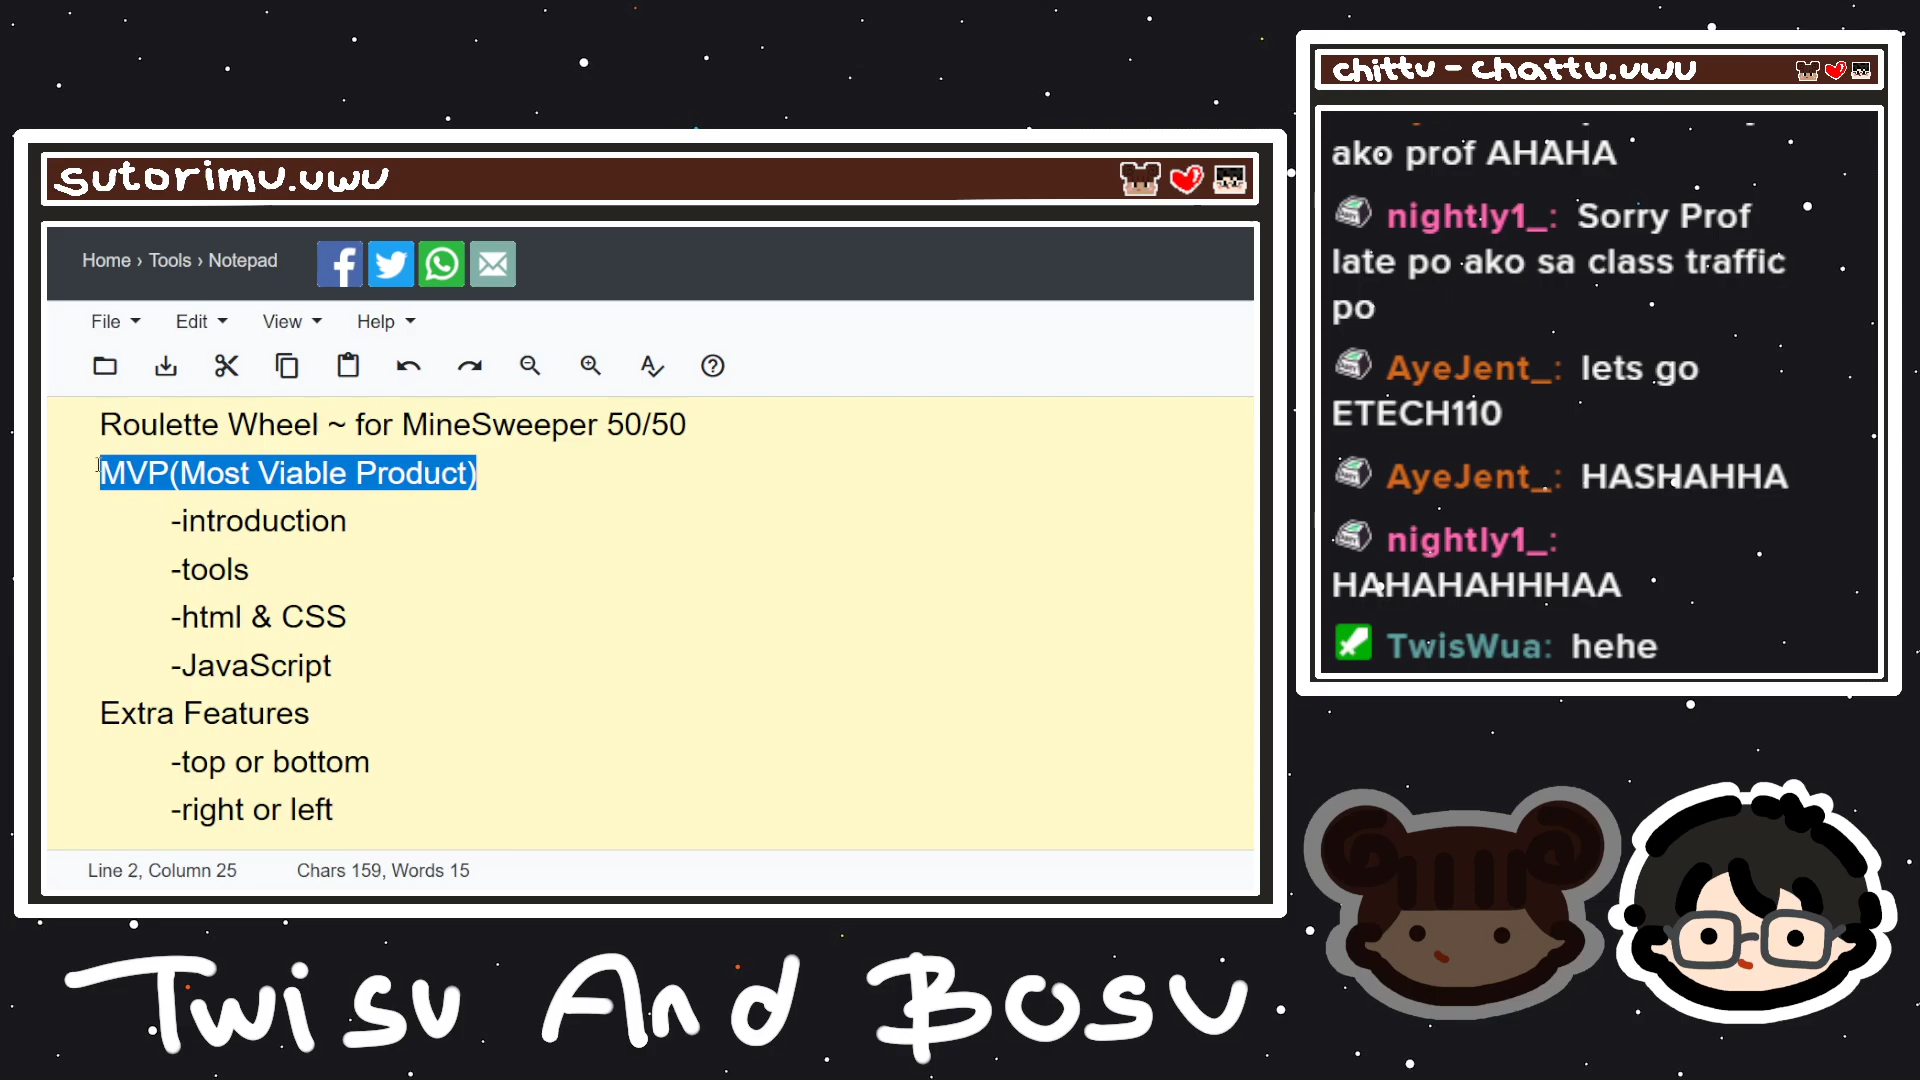 sutorimu.uwu
Home › Tools › Notepad
File Edit View Help
Roulette Wheel ~ for MineSweeper 50/50
MVP(Most Viable Product)
-introduction
-tools
-html & CSS
-JavaScript
Extra Features
-top or bottom
-right or left
Line 2, Column 25 Chars 159, Words 15
chittu - chattu.uwu
ako prof AHAHA
nightly1_: Sorry Prof
late po ako sa class traffic
po
AyeJent_: lets go
ETECH110
AyeJent_: HASHAHHA
nightly1_:
HAHAHAHHHAA
TwisWua: hehe
Twisu And Bosu